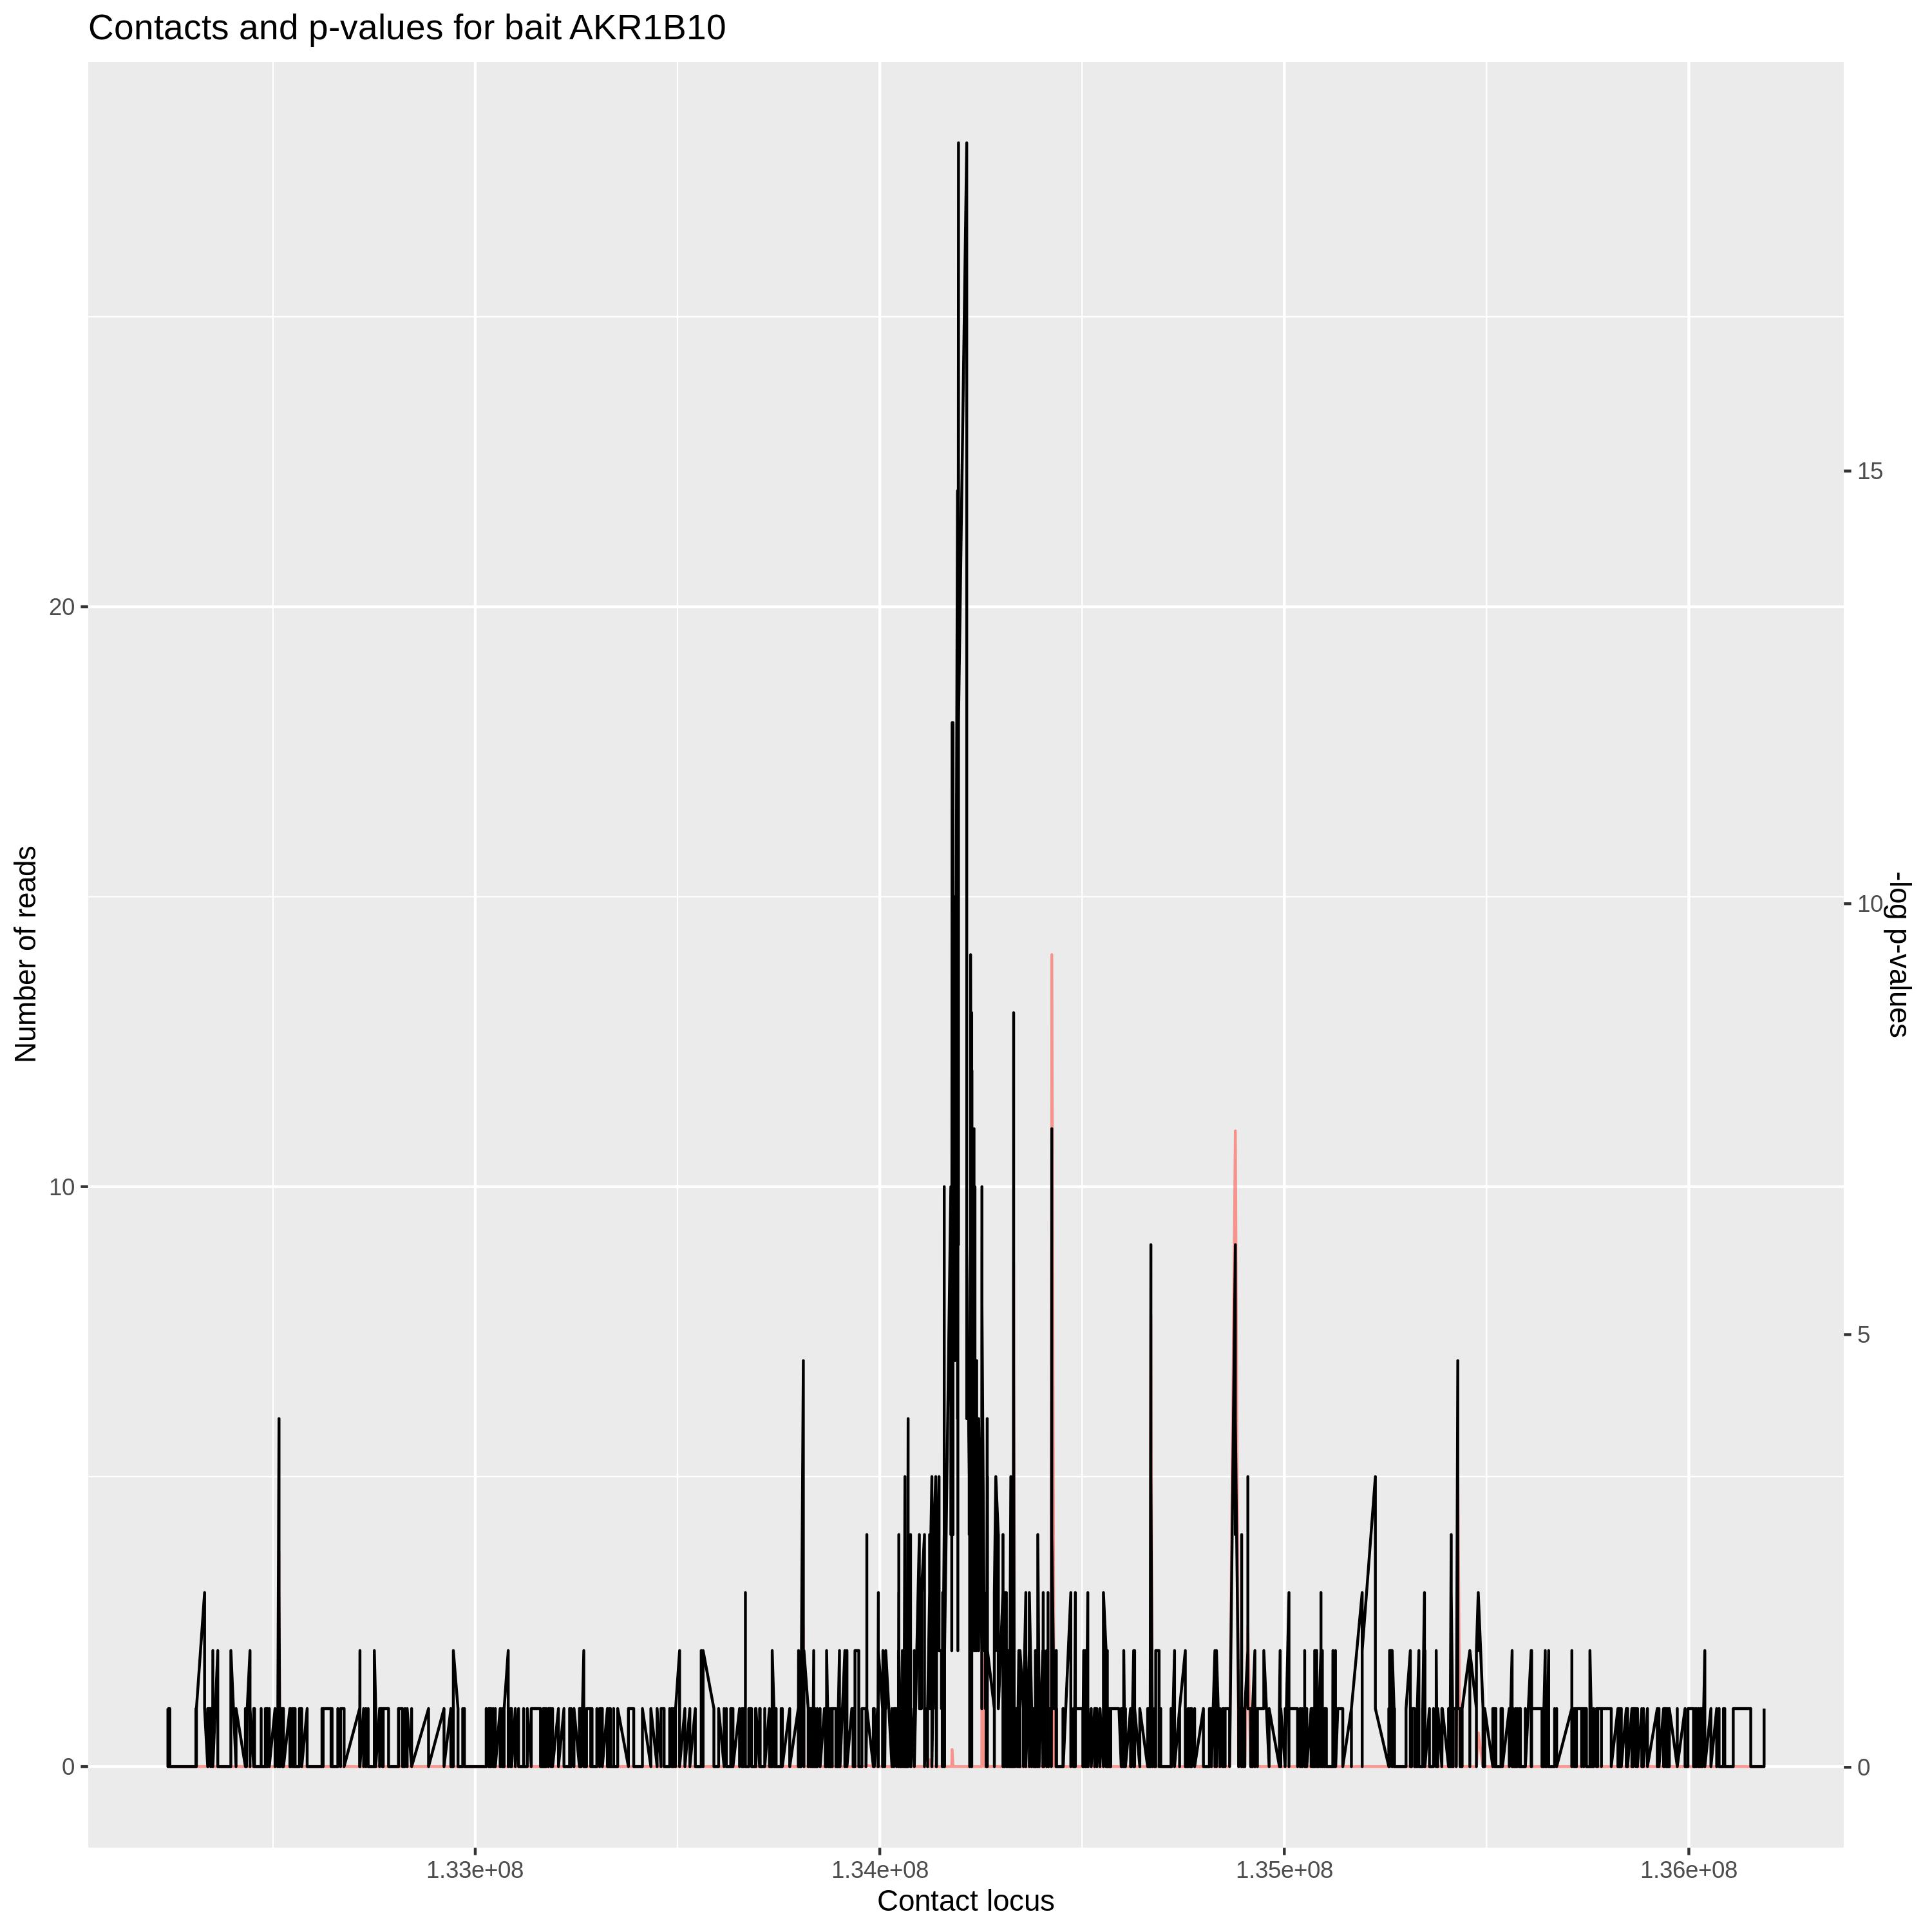 Contacts and p-values for bait AKR1B10
Number of reads
20
10
0
15
10
5
0
-log p-values
1.33e+08
1.34e+08
1.35e+08
1.36e+08
Contact locus